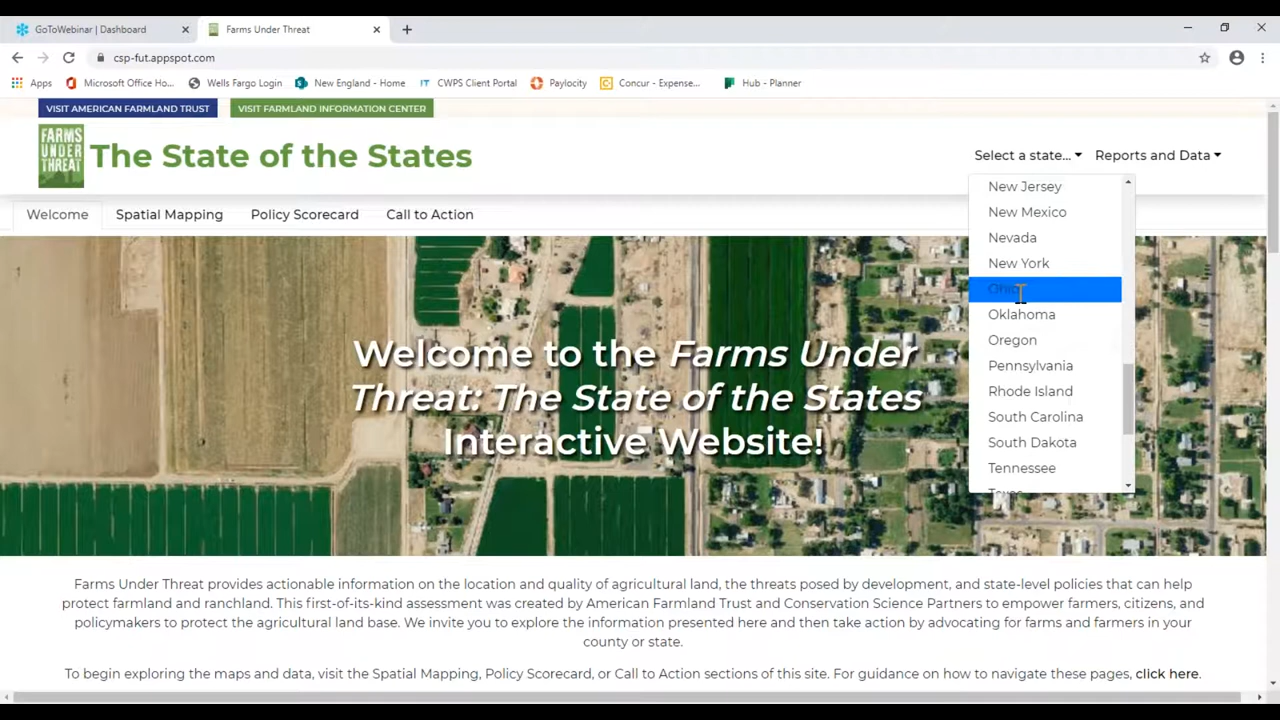 GoToWebinar | Dashboard
Farms Under Threat
csp-fut.appspot.com
Apps
Microsoft Office Ho...
Wells Fargo Login
New England - Home
IT CWPS Client Portal
Paylocity
Concur - Expense...
Hub - Planner
VISIT AMERICAN FARMLAND TRUST
VISIT FARMLAND INFORMATION CENTER
FARMS
UNDER
THREAT
The State of the States
Select a state...
Reports and Data
Welcome
Spatial Mapping
Policy Scorecard
Call to Action
New Jersey
New Mexico
Nevada
New York
Ohio
Oklahoma
Oregon
Pennsylvania
Rhode Island
South Carolina
South Dakota
Tennessee
Texas
Welcome to the Farms Under
Threat: The State of the States
Interactive Website!
Farms Under Threat provides actionable information on the location and quality of agricultural land, the threats posed by development, and state-level policies that can help
protect farmland and ranchland. This first-of-its-kind assessment was created by American Farmland Trust and Conservation Science Partners to empower farmers, citizens, and
policymakers to protect the agricultural land base. We invite you to explore the information presented here and then take action by advocating for farms and farmers in your
county or state.
To begin exploring the maps and data, visit the Spatial Mapping, Policy Scorecard, or Call to Action sections of this site. For guidance on how to navigate these pages, click here.